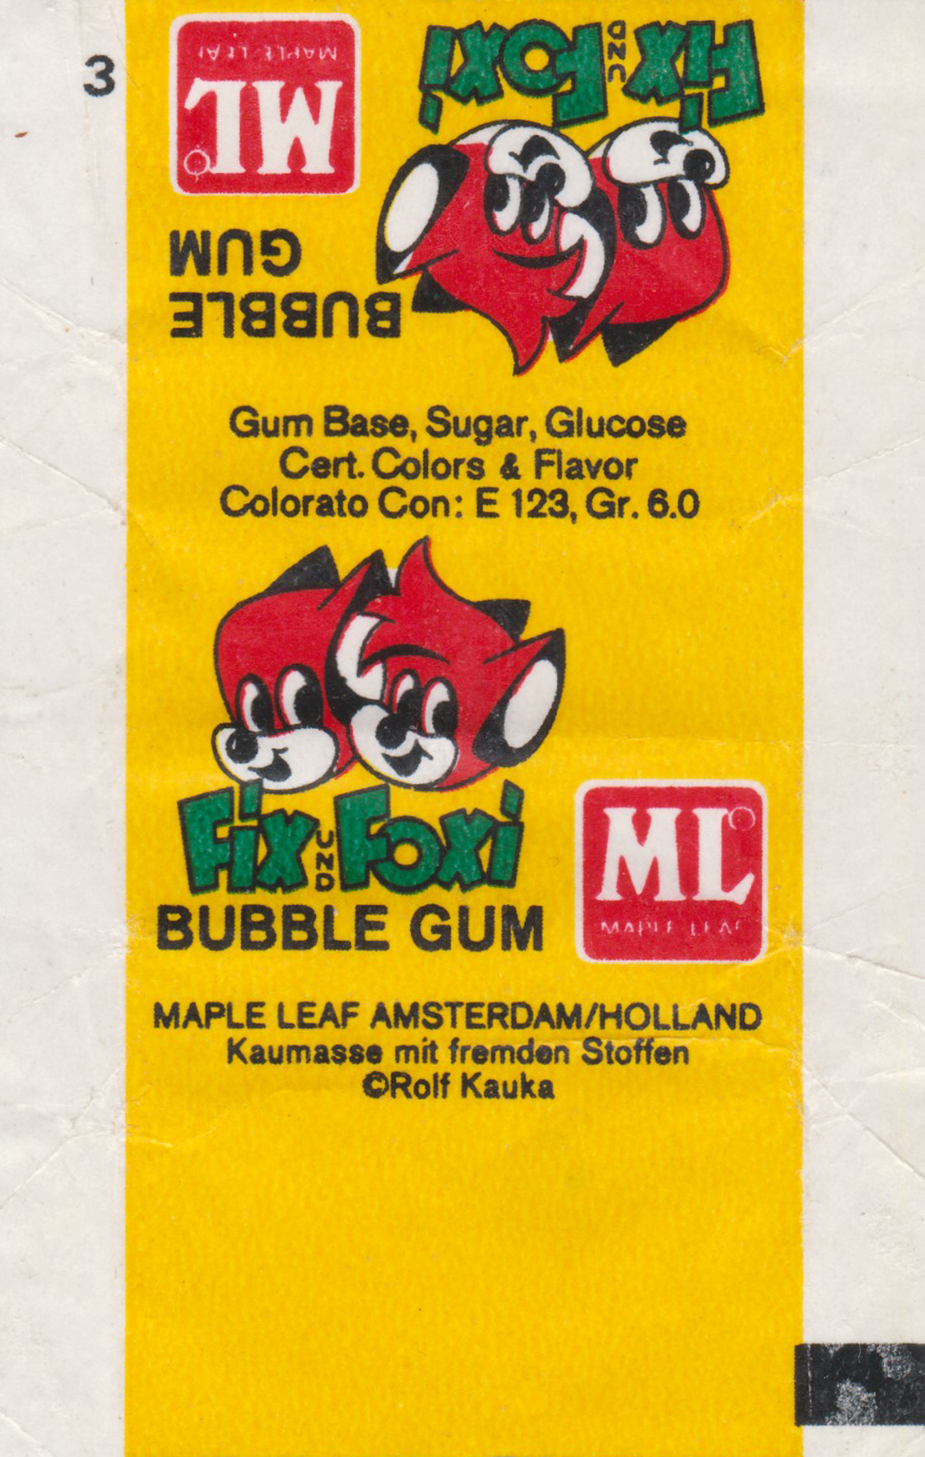 3
Fix UND Foxi
ML
MAPLE LEAF
BUBBLE
GUM
Gum Base, Sugar, Glucose
Cert. Colors & Flavor
Colorato Con: E 123, Gr. 6.0
Fix UND Foxi
BUBBLE GUM
ML
MAPLE LEAF
MAPLE LEAF AMSTERDAM/HOLLAND
Kaumasse mit fremden Stoffen
©Rolf Kauka